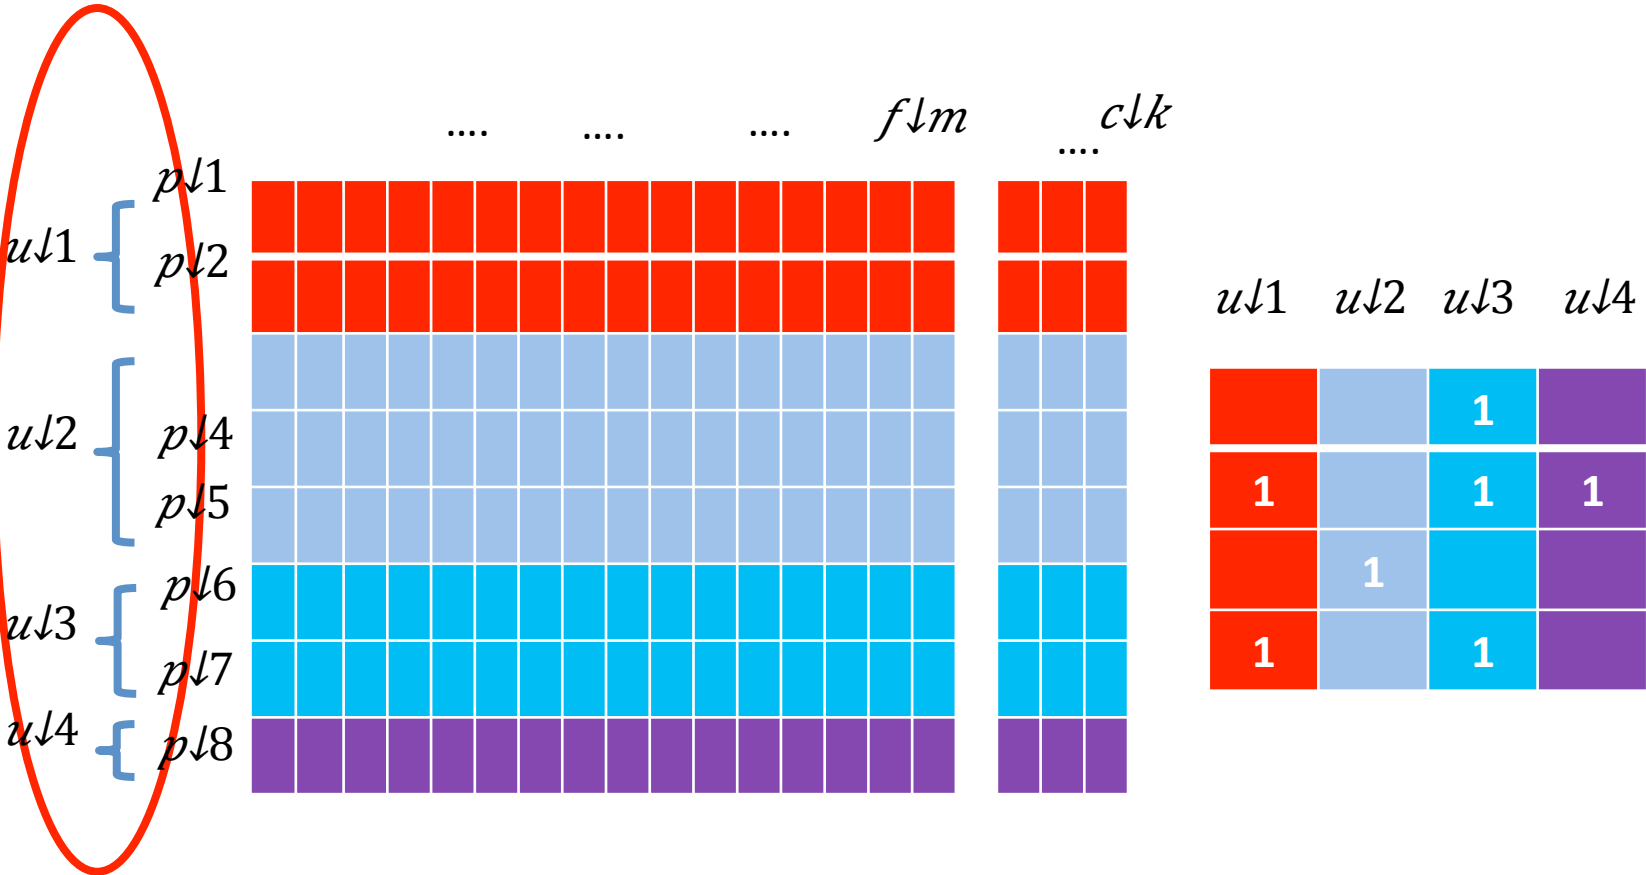 .... .... .... f↓m c↓k
....
p↓1
u↓1 p↓2
u↓1 u↓2 u↓3 u↓4
1
u↓2 p↓4
p↓5 1 1 1
p↓6 1
u↓3
p↓7 1 1
u↓4 p↓8